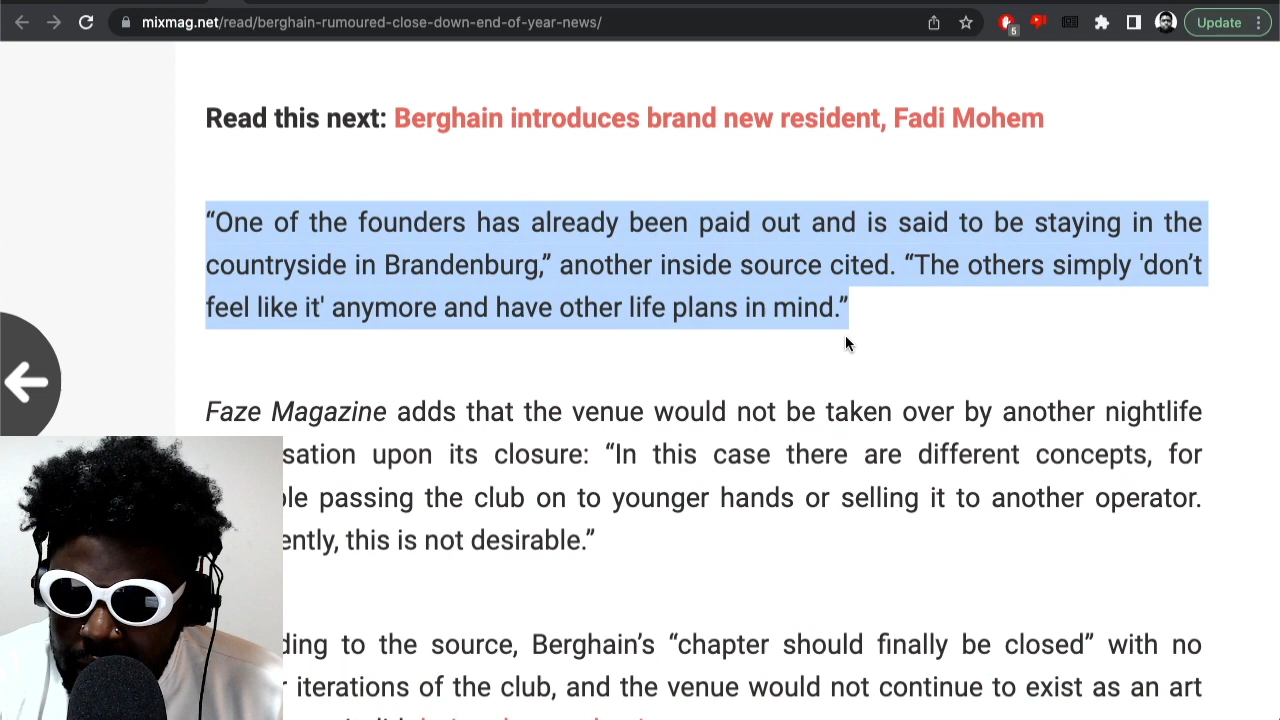 mixmag.net/read/berghain-rumoured-close-down-end-of-year-news/
5
Update
Read this next: Berghain introduces brand new resident, Fadi Mohem
“One of the founders has already been paid out and is said to be staying in the
countryside in Brandenburg,” another inside source cited. “The others simply 'don’t
feel like it' anymore and have other life plans in mind.”
Faze Magazine adds that the venue would not be taken over by another nightlife
sation upon its closure: “In this case there are different concepts, for
ple passing the club on to younger hands or selling it to another operator.
ently, this is not desirable.”
ding to the source, Berghain’s “chapter should finally be closed” with no
iterations of the club, and the venue would not continue to exist as an art